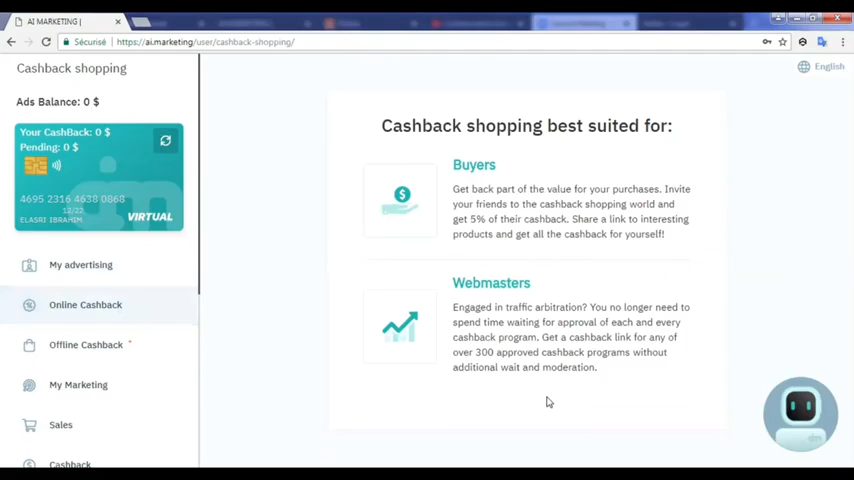 AI MARKETING |
Sécurisé
https://ai.marketing/user/cashback-shopping/
Cashback shopping
English
Ads Balance: 0 $
Your CashBack: 0 $
Pending: 0 $
4695 2316 4638 0868
12/22
ELASRI IBRAHIM
VIRTUAL
My advertising
Online Cashback
Offline Cashback *
My Marketing
Sales
Cashback
Cashback shopping best suited for:
Buyers
Get back part of the value for your purchases. Invite
your friends to the cashback shopping world and
get 5% of their cashback. Share a link to interesting
products and get all the cashback for yourself!
Webmasters
Engaged in traffic arbitration? You no longer need to
spend time waiting for approval of each and every
cashback program. Get a cashback link for any of
over 300 approved cashback programs without
additional wait and moderation.